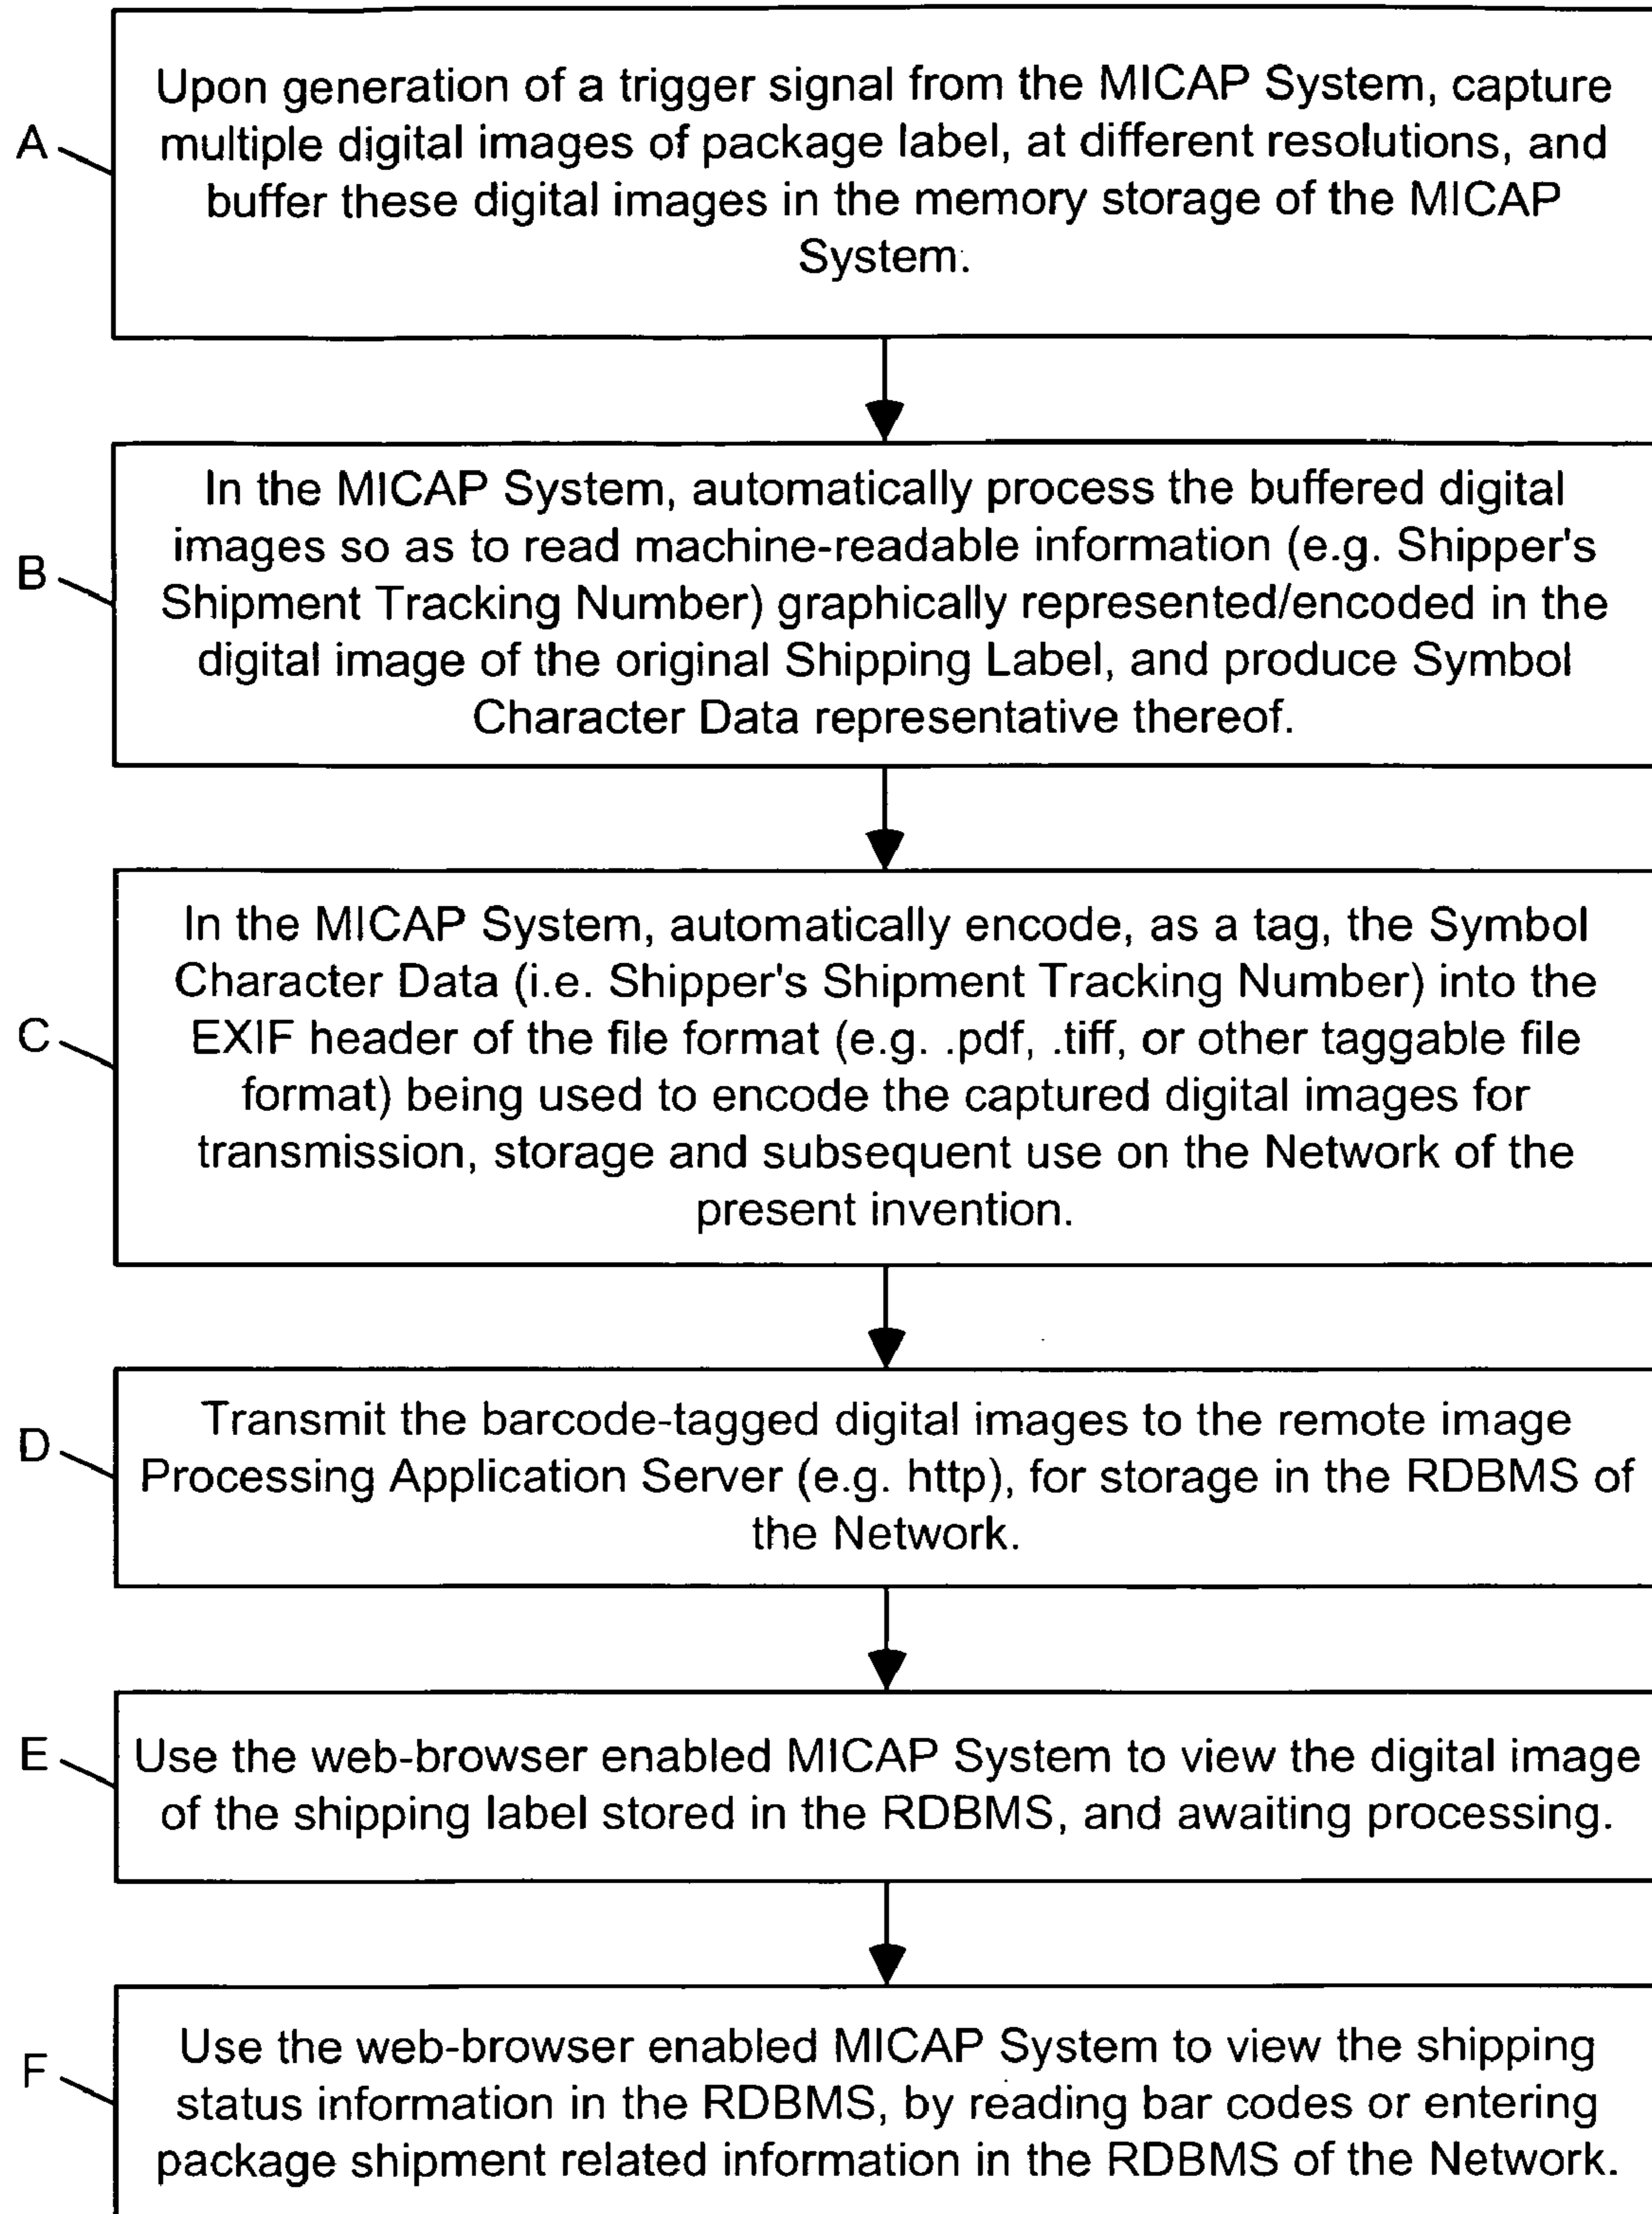 A
Upon generation of a trigger signal from the MICAP System, capture
multiple digital images of package label, at different resolutions, and
buffer these digital images in the memory storage of the MICAP
System.
B
In the MICAP System, automatically process the buffered digital
images so as to read machine-readable information (e.g. Shipper's
Shipment Tracking Number) graphically represented/encoded in the
digital image of the original Shipping Label, and produce Symbol
Character Data representative thereof.
C
In the MICAP System, automatically encode, as a tag, the Symbol
Character Data (i.e. Shipper's Shipment Tracking Number) into the
EXIF header of the file format (e.g. .pdf, .tiff, or other taggable file
format) being used to encode the captured digital images for
transmission, storage and subsequent use on the Network of the
present invention.
D
Transmit the barcode-tagged digital images to the remote image
Processing Application Server (e.g. http), for storage in the RDBMS of
the Network.
E
Use the web-browser enabled MICAP System to view the digital image
of the shipping label stored in the RDBMS, and awaiting processing.
F
Use the web-browser enabled MICAP System to view the shipping
status information in the RDBMS, by reading bar codes or entering
package shipment related information in the RDBMS of the Network.